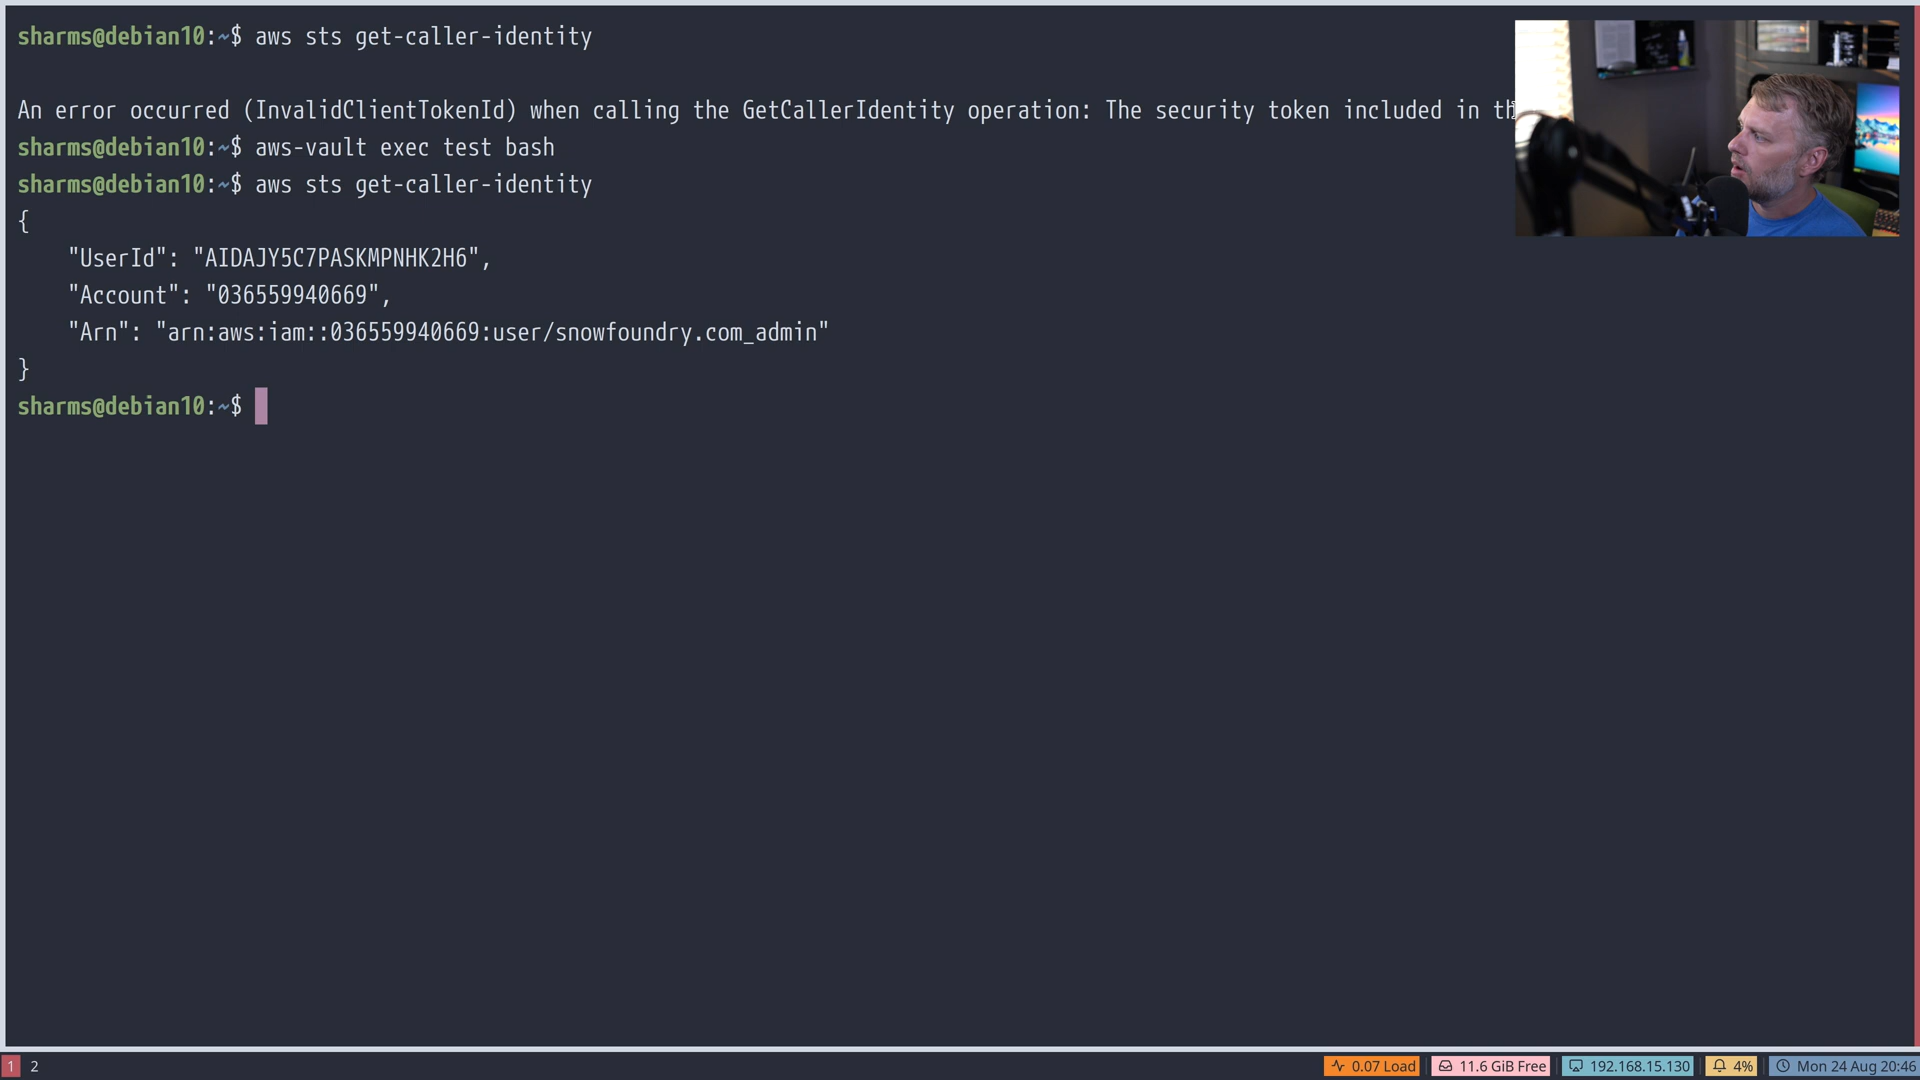 sharms@debian10:~$ aws sts get-caller-identity
An error occurred (InvalidClientTokenId) when calling the GetCallerIdentity operation: The security token included in th
sharms@debian10:~$ aws-vault exec test bash
sharms@debian10:~$ aws sts get-caller-identity
{
    "UserId": "AIDAJY5C7PASKMPNHK2H6",
    "Account": "036559940669",
    "Arn": "arn:aws:iam::036559940669:user/snowfoundry.com_admin"
}
sharms@debian10:~$
1 2 0.07 Load 11.6 GiB Free 192.168.15.130 4% Mon 24 Aug 20:46